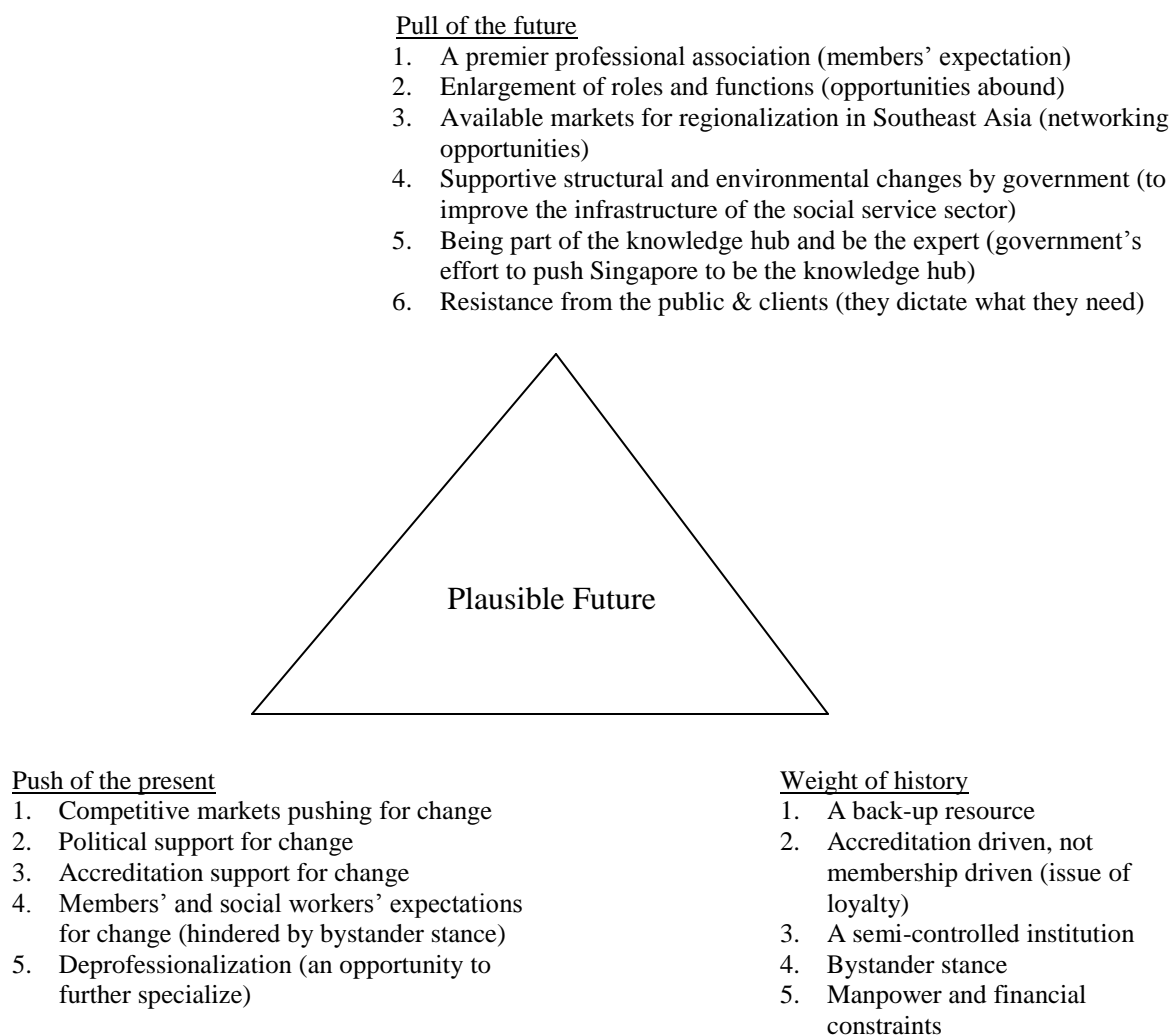 Pull of the future
1. A premier professional association (members’ expectation)
2. Enlargement of roles and functions (opportunities abound)
3. Available markets for regionalization in Southeast Asia (networking
opportunities)
4. Supportive structural and environmental changes by government (to
improve the infrastructure of the social service sector)
5. Being part of the knowledge hub and be the expert (government’s
effort to push Singapore to be the knowledge hub)
6. Resistance from the public & clients (they dictate what they need)
Plausible Future
Push of the present
1. Competitive markets pushing for change
2. Political support for change
3. Accreditation support for change
4. Members’ and social workers’ expectations
for change (hindered by bystander stance)
5. Deprofessionalization (an opportunity to
further specialize)
Weight of history
1. A back-up resource
2. Accreditation driven, not
membership driven (issue of
loyalty)
3. A semi-controlled institution
4. Bystander stance
5. Manpower and financial
constraints